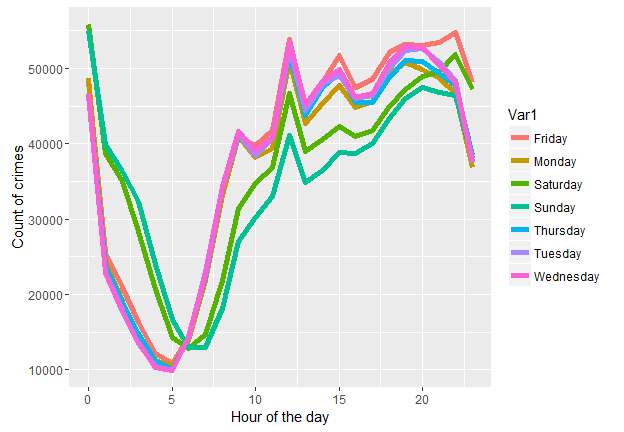 Count of crimes
50000
40000
30000
20000
10000
0
5
10
15
20
Hour of the day
Var1
Friday
Monday
Saturday
Sunday
Thursday
Tuesday
Wednesday